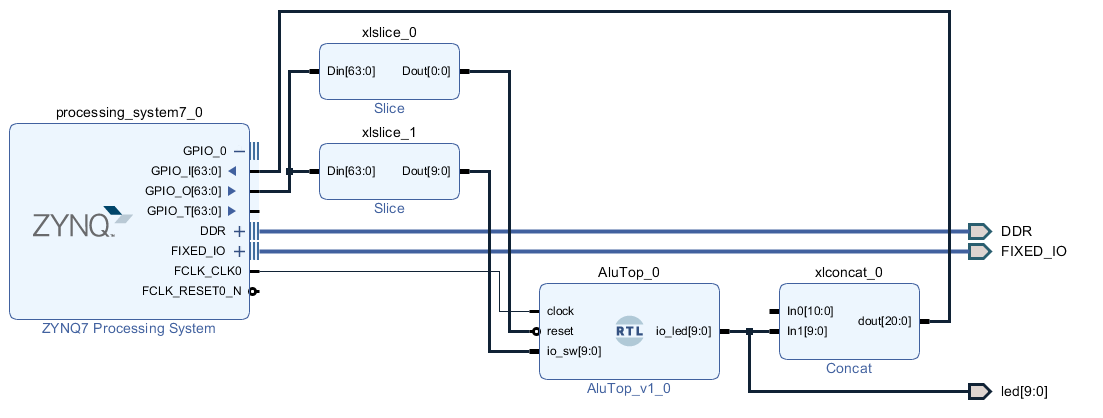 xlslice_0
Din[63:0]
Dout[0:0]
Slice
xlslice_1
Din[63:0]
Dout[9:0]
Slice
processing_system7_0
GPIO_0
GPIO_I[63:0]
GPIO_O[63:0]
GPIO_T[63:0]
ZYNQ
DDR
FIXED_IO
FCLK_CLK0
FCLK_RESET0_N
ZYNQ7 Processing System
DDR
FIXED_IO
AluTop_0
clock
reset
io_sw[9:0]
RTL
io_led[9:0]
AluTop_v1_0
xlconcat_0
In0[10:0]
In1[9:0]
dout[20:0]
Concat
led[9:0]